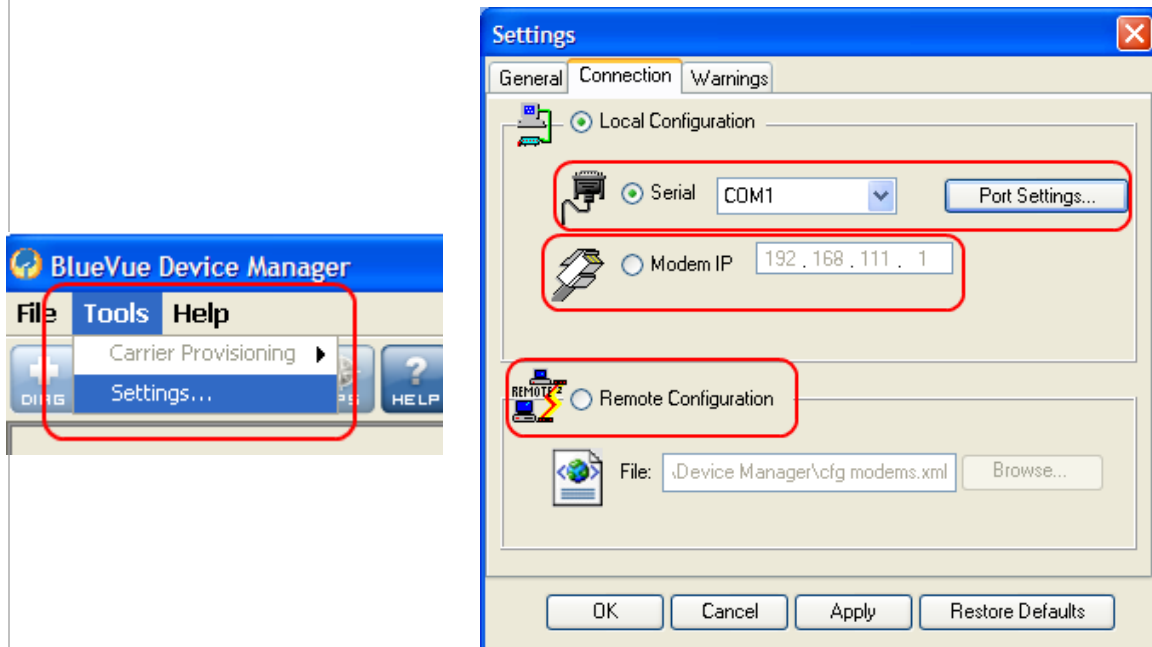 BlueVue Device Manager
File Tools Help
Carrier Provisioning
Settings...
DIAG
HELP
Settings
General Connection Warnings
Local Configuration
Serial COM1 Port Settings...
Modem IP 192 . 168 . 111 . 1
REMOTE
Remote Configuration
File: \Device Manager\cfg modems.xml Browse...
OK Cancel Apply Restore Defaults